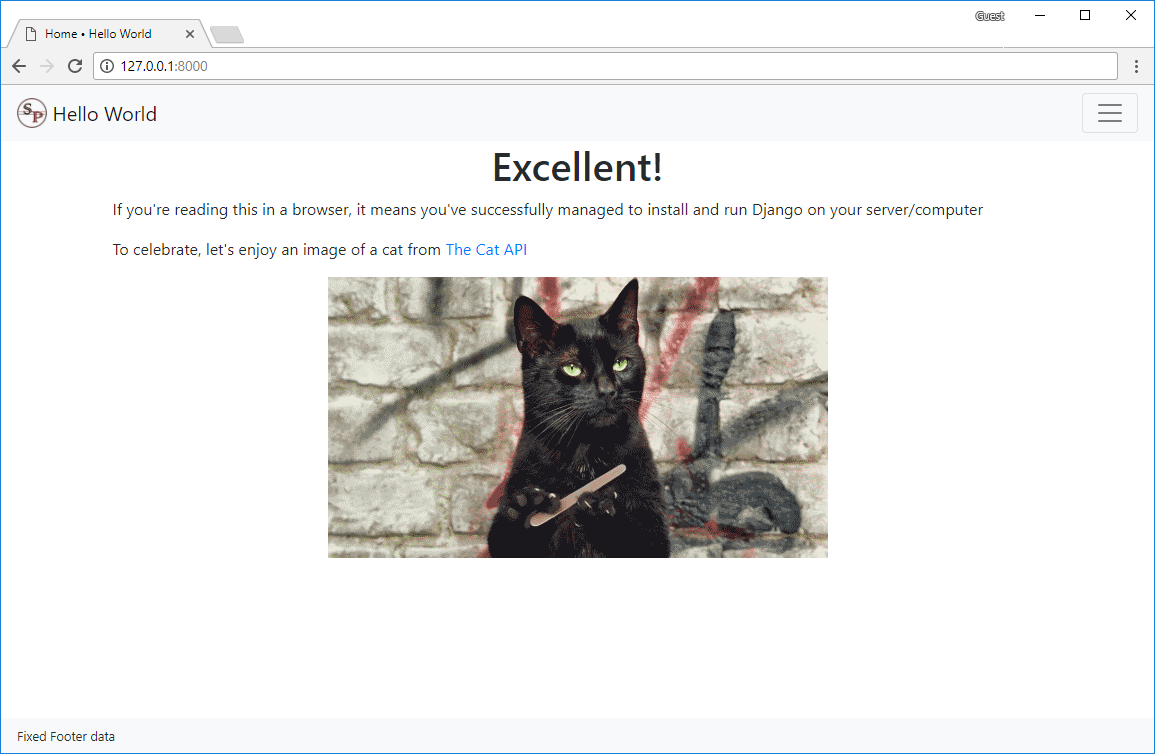 Guest
Home • Hello World
127.0.0.1:8000
SP Hello World
Excellent!
If you're reading this in a browser, it means you've successfully managed to install and run Django on your server/computer
To celebrate, let's enjoy an image of a cat from The Cat API
Fixed Footer data